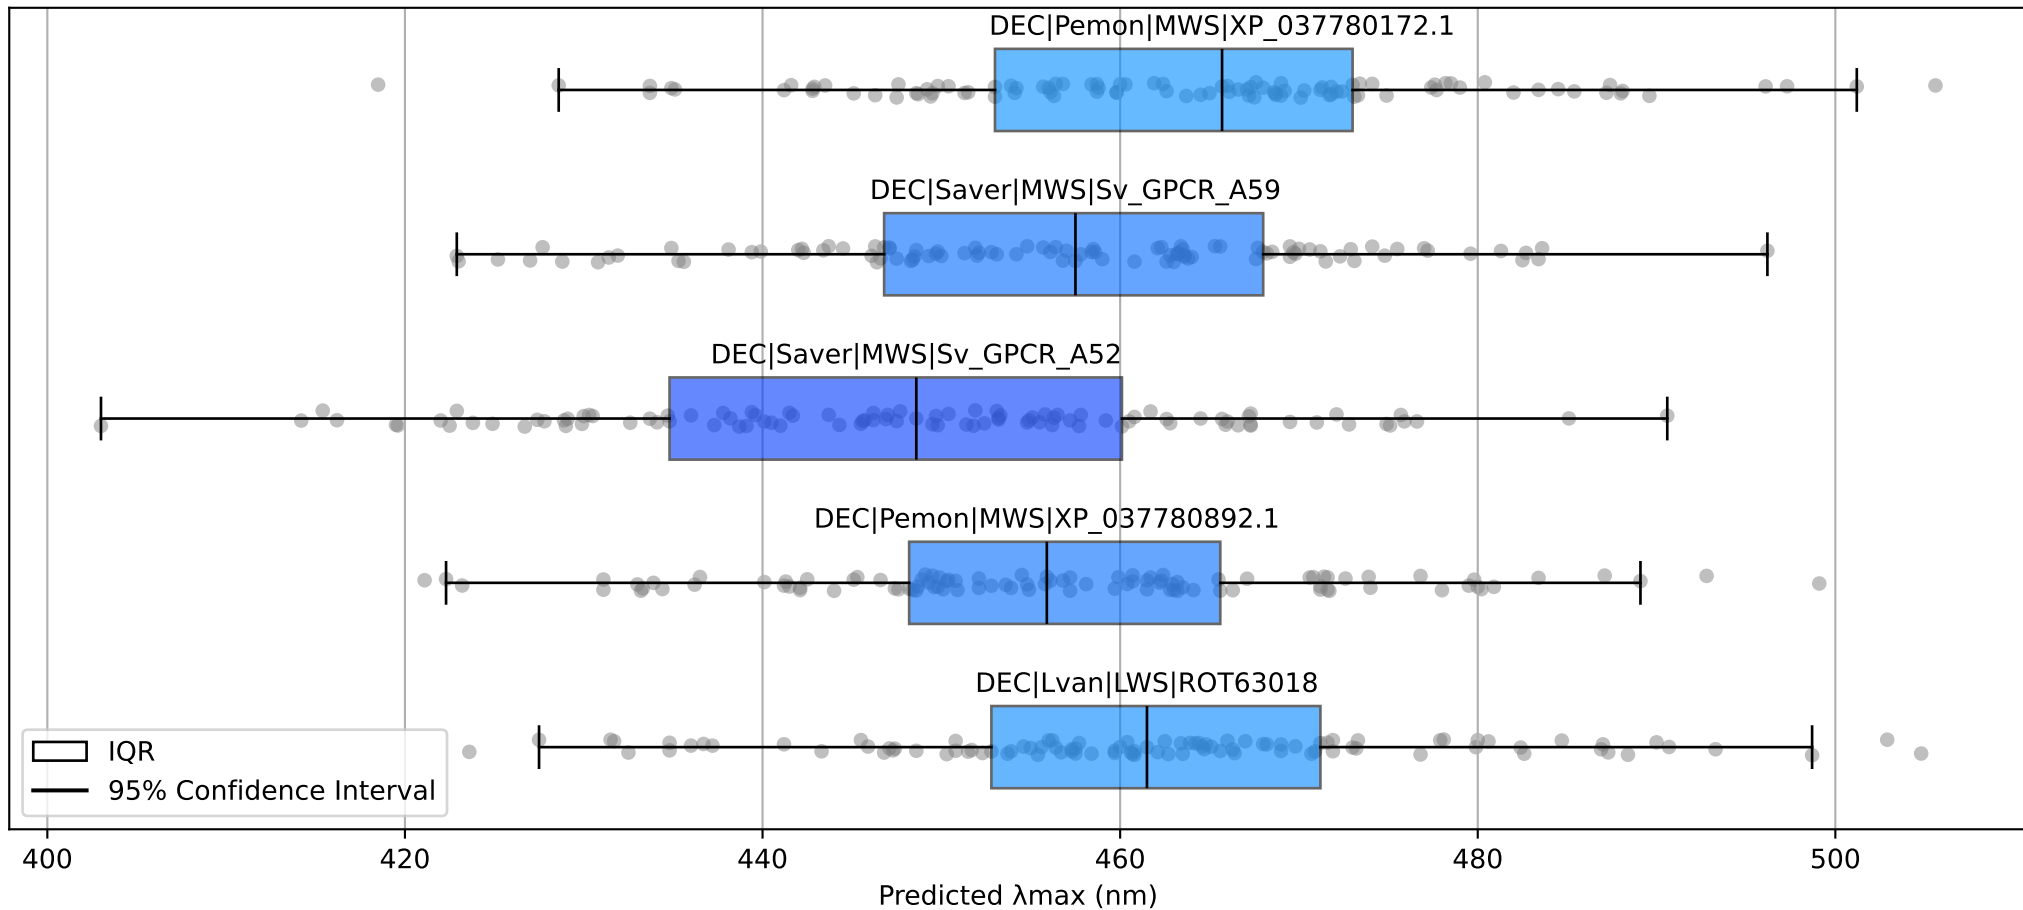 DEC|Pemon|MWS|XP_037780172.1
DEC|Saver|MWS|Sv_GPCR_A59
DEC|Saver|MWS|Sv_GPCR_A52
DEC|Pemon|MWS|XP_037780892.1
DEC|Lvan|LWS|ROT63018
IQR
95% Confidence Interval
400 420 440 460 480 500
Predicted λmax (nm)